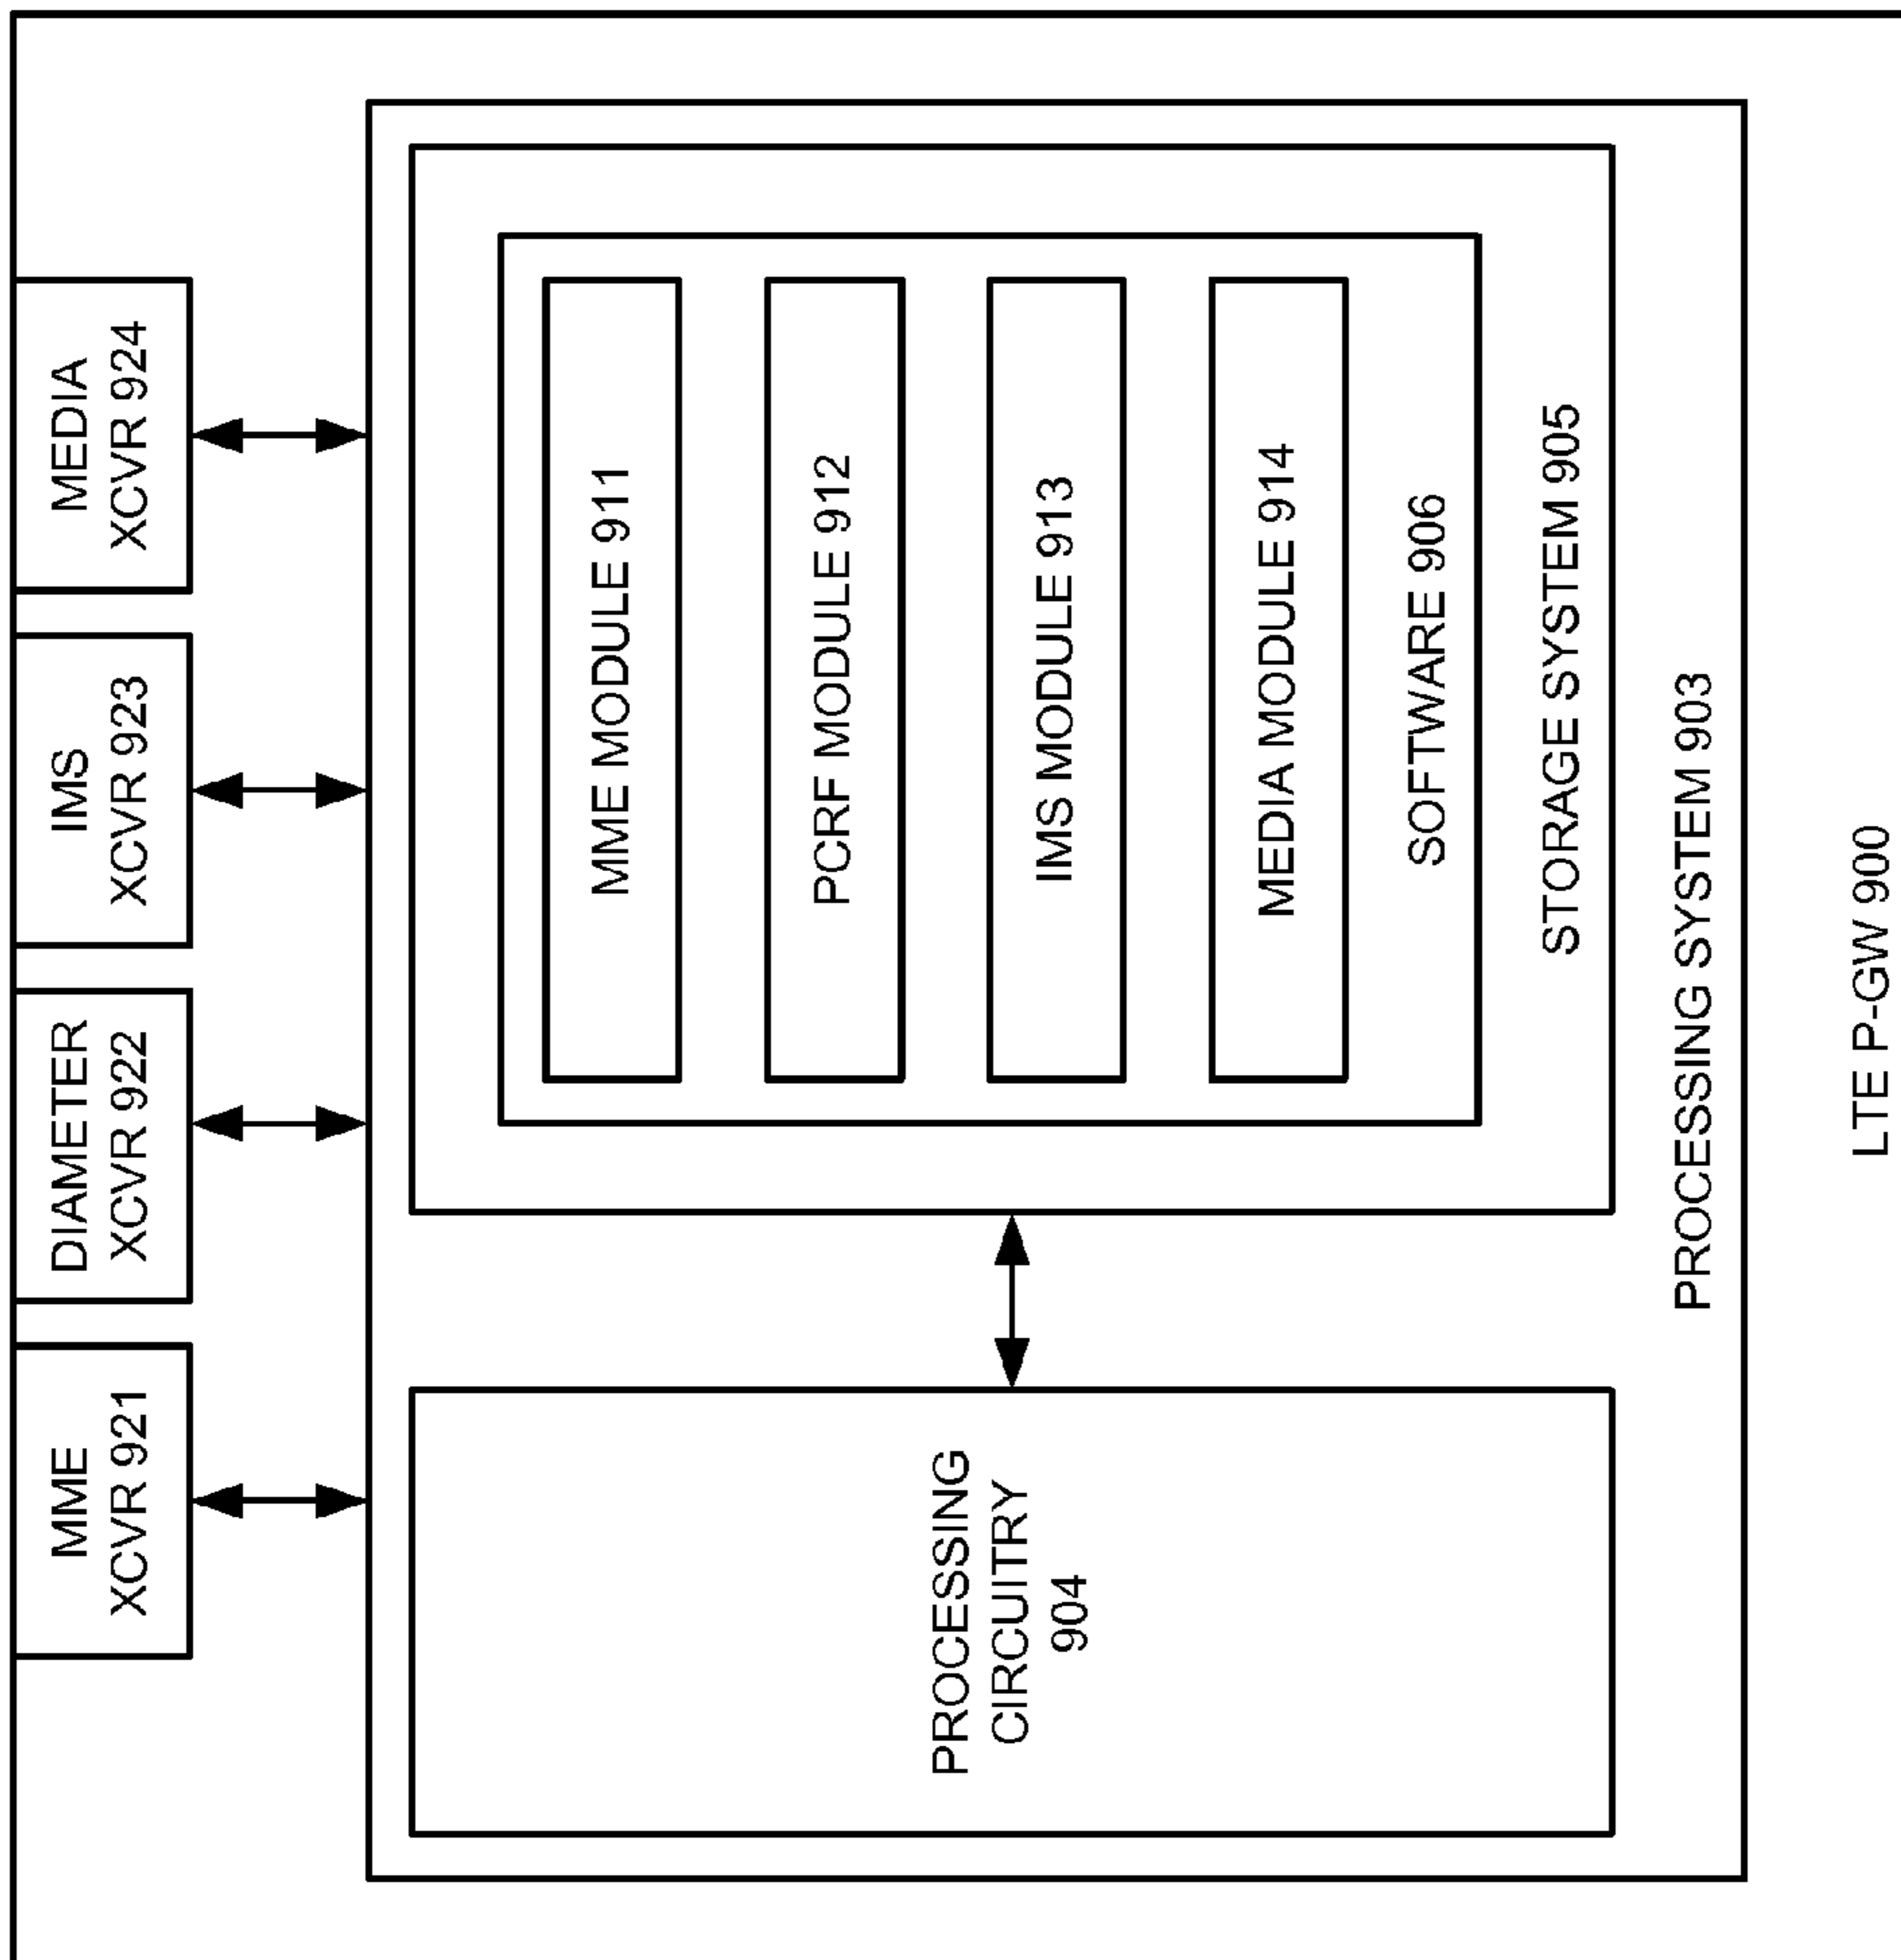 MME
XCVR 921
DIAMETER
XCVR 922
IMS
XCVR 923
MEDIA
XCVR 924
PROCESSING
CIRCUITRY
904
MME MODULE 911
PCRF MODULE 912
IMS MODULE 913
MEDIA MODULE 914
SOFTWARE 906
STORAGE SYSTEM 905
PROCESSING SYSTEM 903
LTE P-GW 900